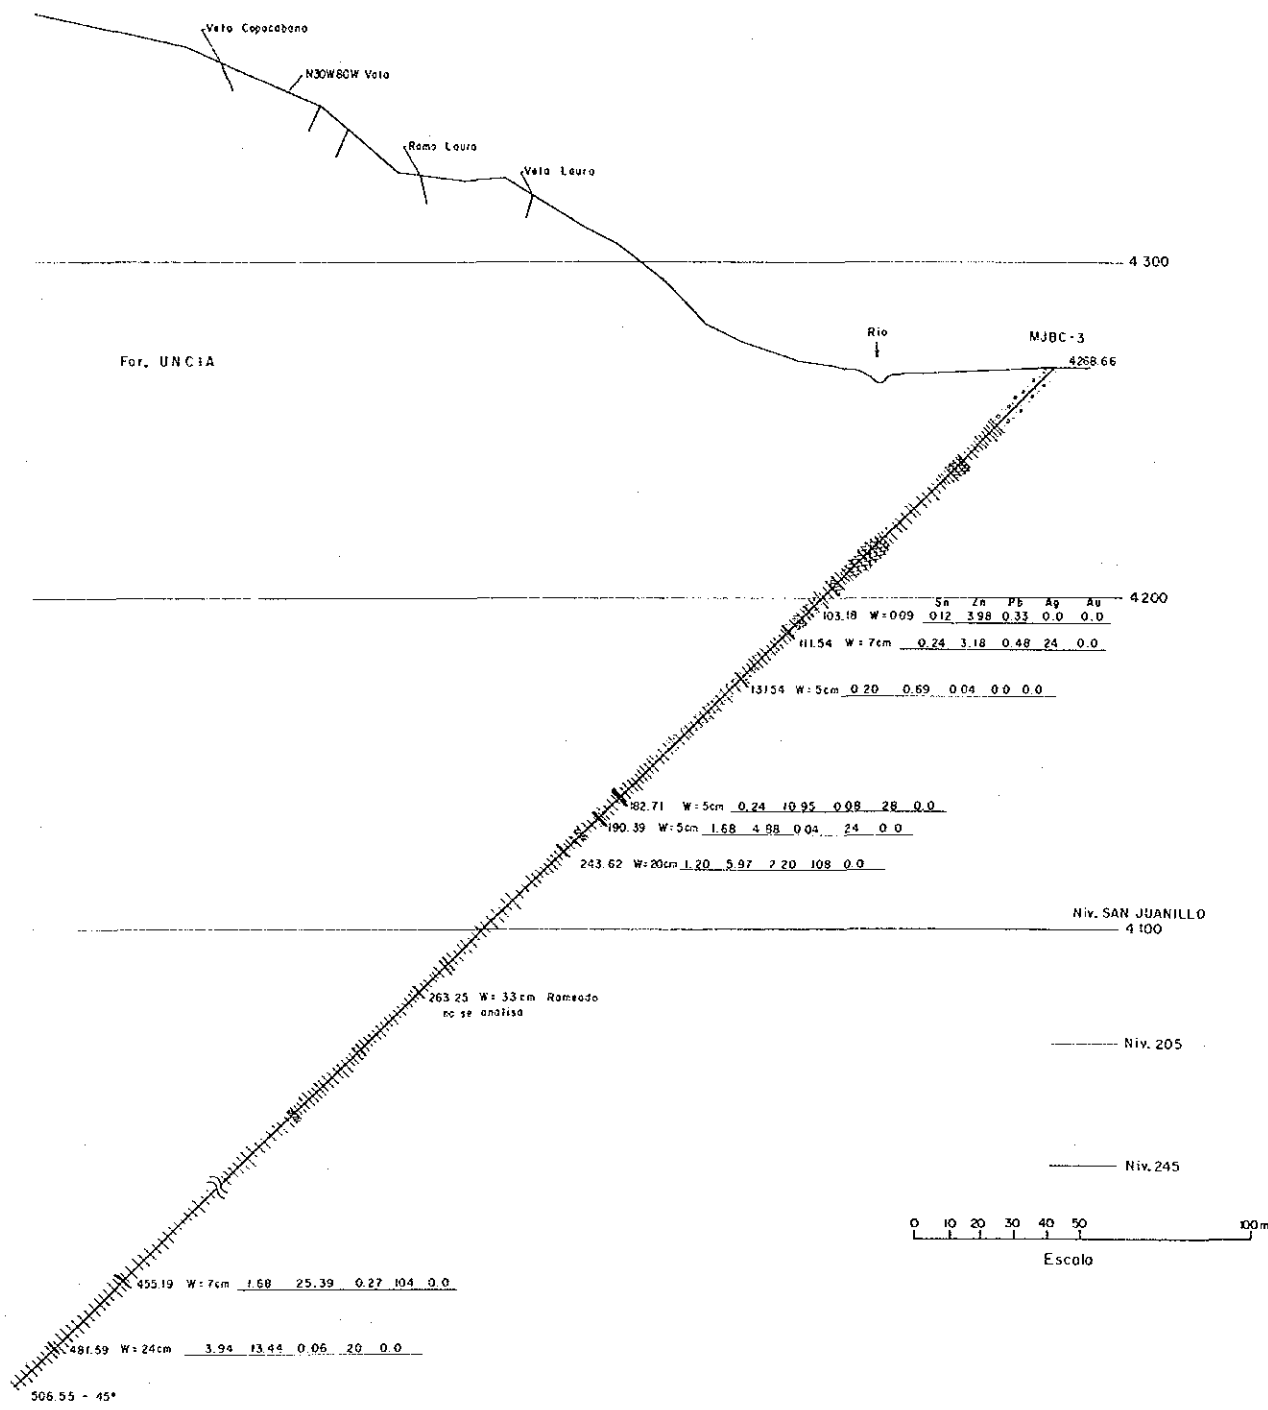 Veta Copacabana
N30W80W Veta
Ramo Laura
Veta Laura
4 300
Rio
MJBC-3
4268.66
For. UNCIA
4 200
Sn Zn Pb Ag Au
103.18 W=009 012 3.98 0.33 0.0 0.0
111.54 W=7cm 0.24 3.18 0.48 24 0.0
131.54 W=5cm 0.20 0.69 0.04 0.0 0.0
182.71 W=5cm 0.24 10.95 0.08 28 0.0
190.39 W=5cm 1.68 4.88 0.04 24 0.0
243.62 W=20cm 1.20 5.97 2.20 108 0.0
Niv. SAN JUANILLO
4 100
263.25 W=33cm Rameado
no se analisa
Niv. 205
Niv. 245
0 10 20 30 40 50 100m
Escala
455.19 W=7cm 1.68 25.39 0.27 104 0.0
481.59 W=24cm 3.94 13.44 0.06 20 0.0
506.55 - 45°